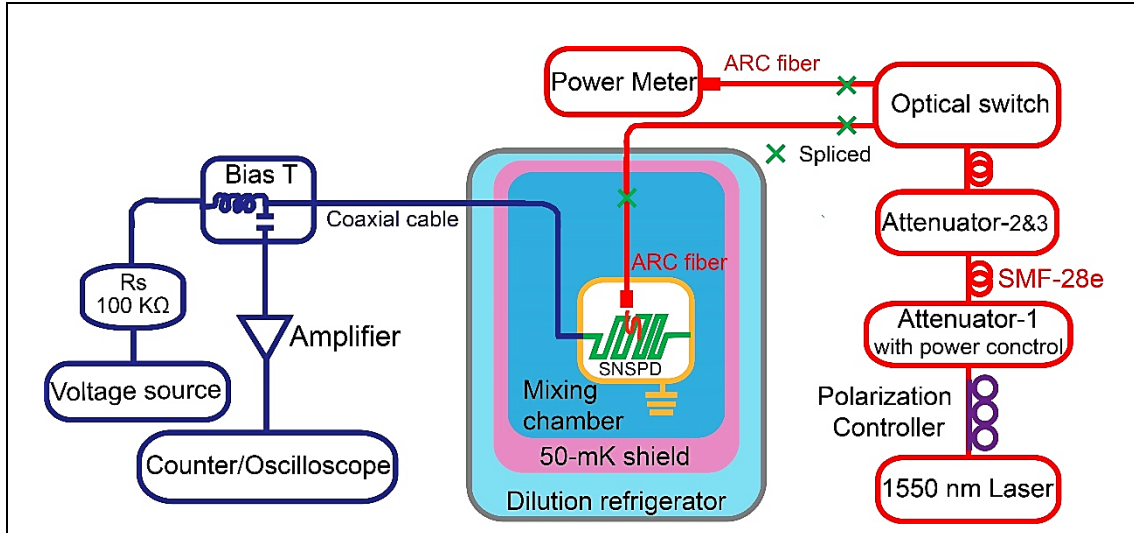 Power Meter
ARC fiber
Optical switch
× Spliced
Bias T
Coaxial cable
Attenuator-2&3
ARC fiber
SMF-28e
Rs
100 KΩ
Amplifier
Attenuator-1
with power conctrol
SNSPD
Voltage source
Mixing
chamber
Polarization
Controller
50-mK shield
Counter/Oscilloscope
1550 nm Laser
Dilution refrigerator